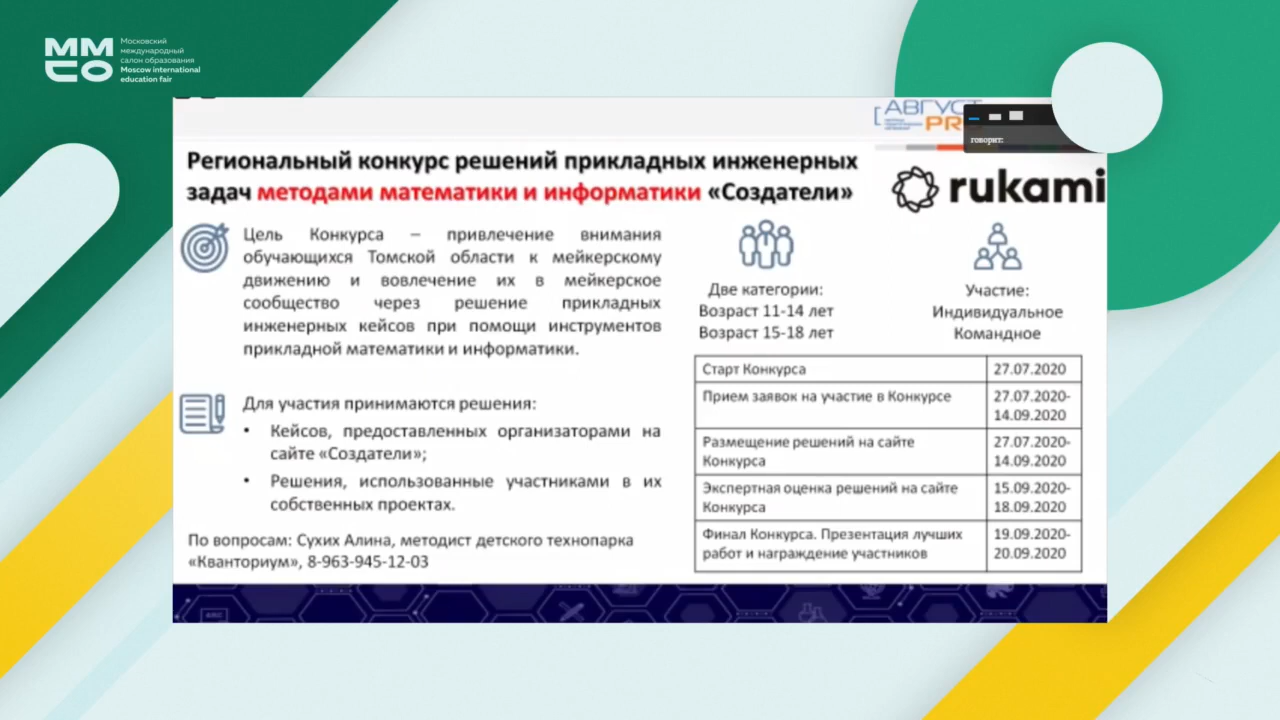 ММ
СО
Московский
международный
салон образования
Moscow international
education fair
АВГУСТ
PRO
говорит:
Региональный конкурс решений прикладных инженерных
задач методами математики и информатики «Создатели»
rukami
Цель Конкурса – привлечение внимания
обучающихся Томской области к мейкерскому
движению и вовлечение их в мейкерское
сообщество через решение прикладных
инженерных кейсов при помощи инструментов
прикладной математики и информатики.
Для участия принимаются решения:
• Кейсов, предоставленных организаторами на
сайте «Создатели»;
• Решения, использованные участниками в их
собственных проектах.
По вопросам: Сухих Алина, методист детского технопарка
«Кванториум», 8-963-945-12-03
Две категории:
Возраст 11-14 лет
Возраст 15-18 лет
Участие:
Индивидуальное
Командное
Старт Конкурса 27.07.2020
Прием заявок на участие в Конкурсе 27.07.2020-
14.09.2020
Размещение решений на сайте 27.07.2020-
Конкурса 14.09.2020
Экспертная оценка решений на сайте 15.09.2020-
Конкурса 18.09.2020
Финал Конкурса. Презентация лучших 19.09.2020-
работ и награждение участников 20.09.2020